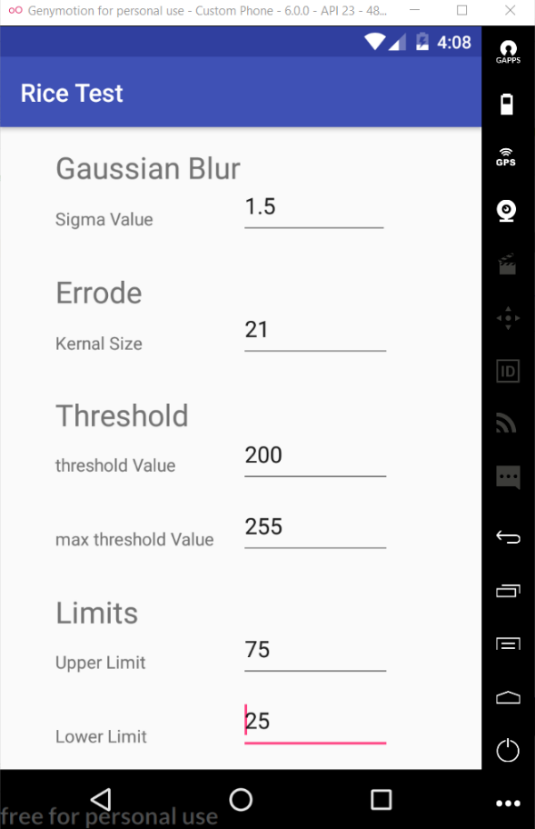 Genymotion for personal use - Custom Phone - 6.0.0 - API 23 - 48...
4:08
GAPPS
Rice Test
GPS
Gaussian Blur
Sigma Value 1.5
Errode
Kernal Size 21
ID
Threshold
threshold Value 200
max threshold Value 255
Limits
Upper Limit 75
Lower Limit 25
free for personal use